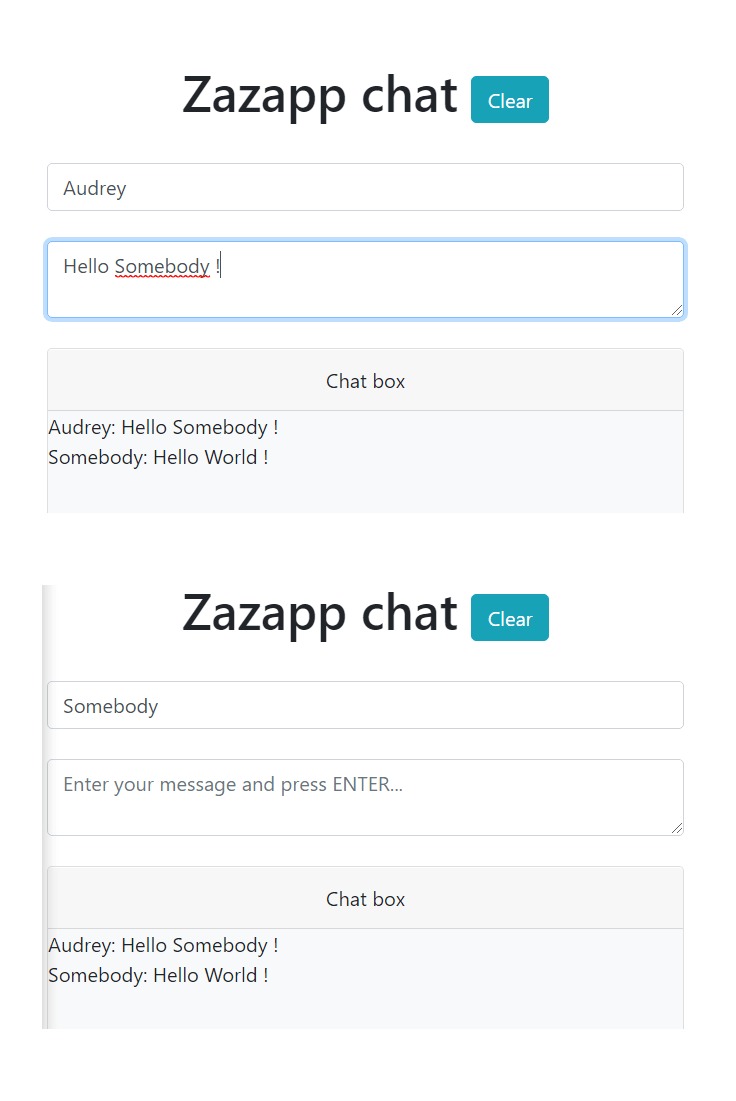 Zazapp chat Clear
Audrey
Hello Somebody !
Chat box
Audrey: Hello Somebody !
Somebody: Hello World !
Zazapp chat Clear
Somebody
Enter your message and press ENTER...
Chat box
Audrey: Hello Somebody !
Somebody: Hello World !